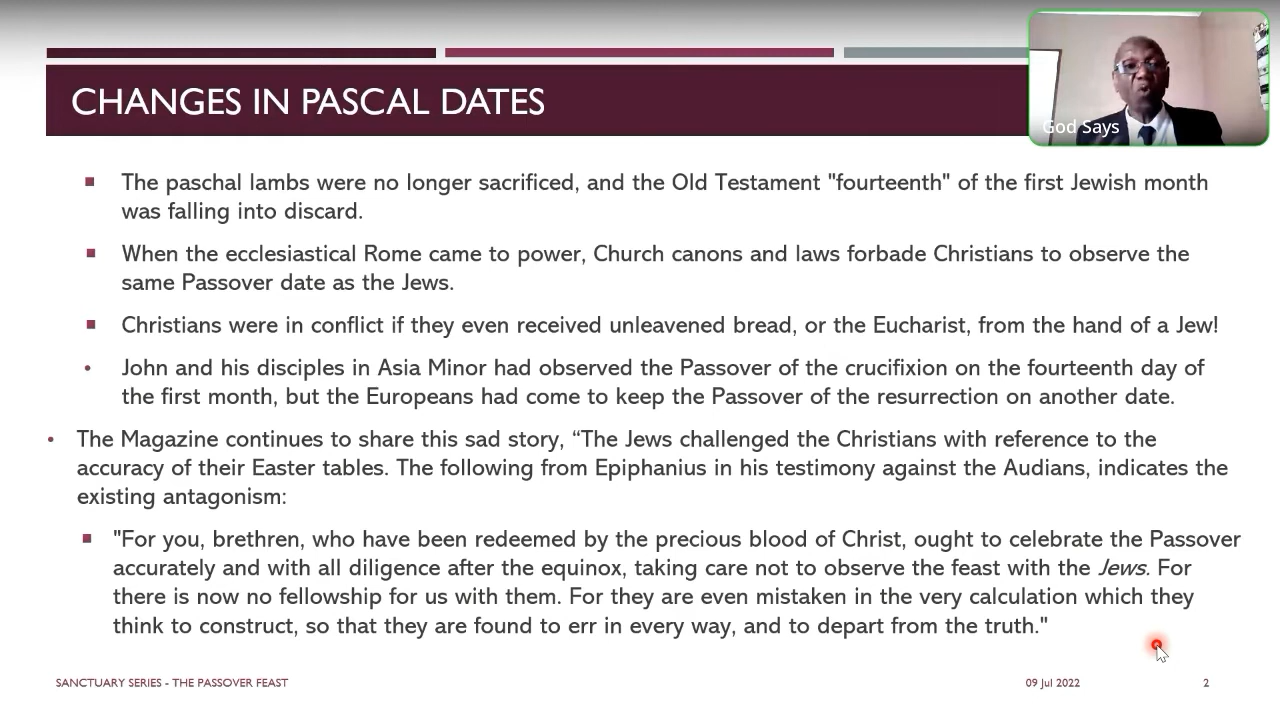 CHANGES IN PASCAL DATES
God Says
The paschal lambs were no longer sacrificed, and the Old Testament "fourteenth" of the first Jewish month
was falling into discard.
When the ecclesiastical Rome came to power, Church canons and laws forbade Christians to observe the
same Passover date as the Jews.
Christians were in conflict if they even received unleavened bread, or the Eucharist, from the hand of a Jew!
John and his disciples in Asia Minor had observed the Passover of the crucifixion on the fourteenth day of
the first month, but the Europeans had come to keep the Passover of the resurrection on another date.
The Magazine continues to share this sad story, “The Jews challenged the Christians with reference to the
accuracy of their Easter tables. The following from Epiphanius in his testimony against the Audians, indicates the
existing antagonism:
"For you, brethren, who have been redeemed by the precious blood of Christ, ought to celebrate the Passover
accurately and with all diligence after the equinox, taking care not to observe the feast with the Jews. For
there is now no fellowship for us with them. For they are even mistaken in the very calculation which they
think to construct, so that they are found to err in every way, and to depart from the truth."
SANCTUARY SERIES - THE PASSOVER FEAST
09 Jul 2022
2